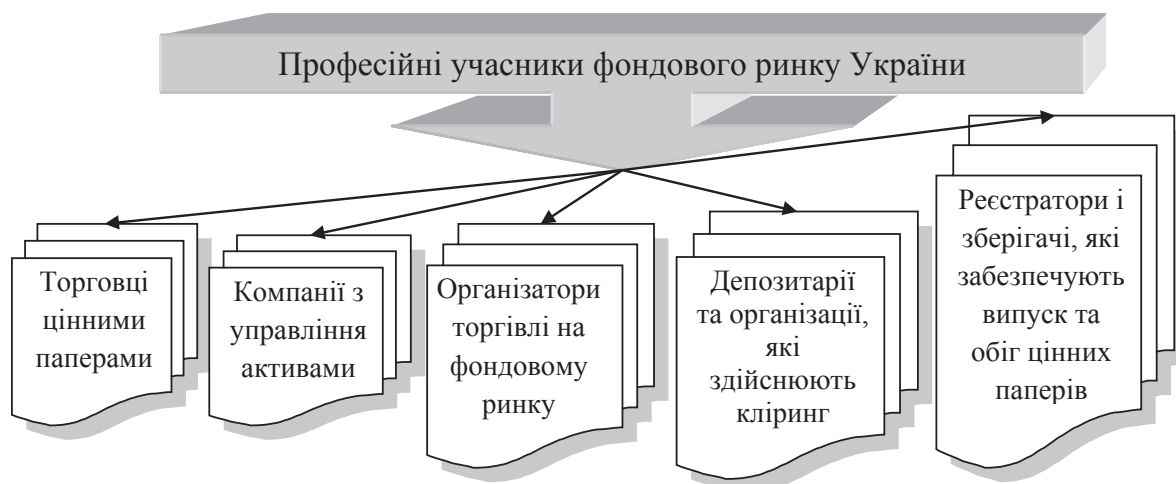 Професійні учасники фондового ринку України
Торговці
цінними
паперами
Компанії з
управління
активами
Організатори
торгівлі на
фондовому
ринку
Депозитарії
та організації,
які
здійснюють
кліринг
Реєстратори і
зберігачі, які
забезпечують
випуск та
обіг цінних
паперів